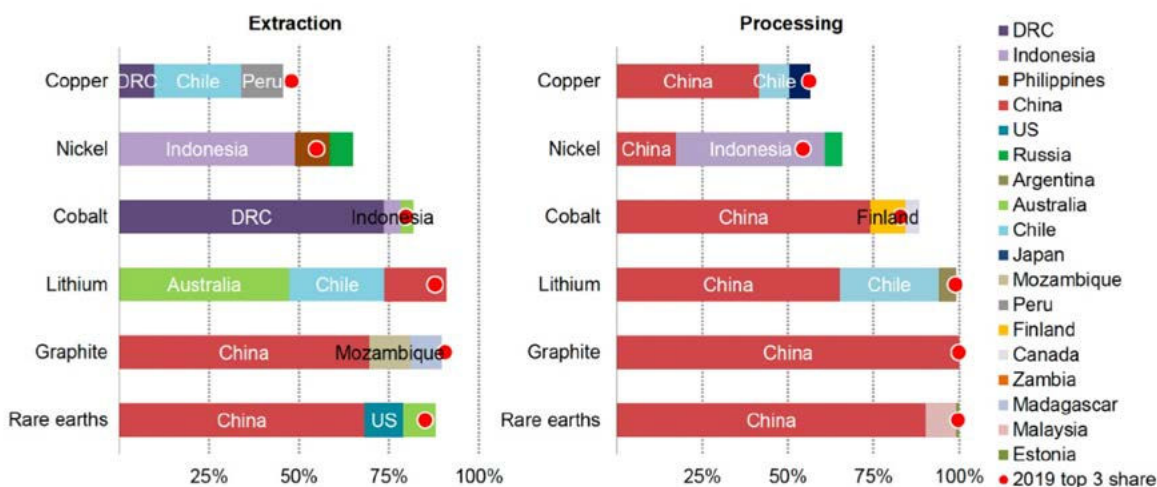 Extraction
Processing
Copper
DRC
Chile
Peru
Nickel
Indonesia
Cobalt
DRC
Indonesia
Lithium
Australia
Chile
Graphite
China
Mozambique
Rare earths
China
US
25%
50%
75%
100%
Copper
China
Chile
Nickel
China
Indonesia
Cobalt
China
Finland
Lithium
China
Chile
Graphite
China
Rare earths
China
25%
50%
75%
100%
DRC
Indonesia
Philippines
China
US
Russia
Argentina
Australia
Chile
Japan
Mozambique
Peru
Finland
Canada
Zambia
Madagascar
Malaysia
Estonia
2019 top 3 share